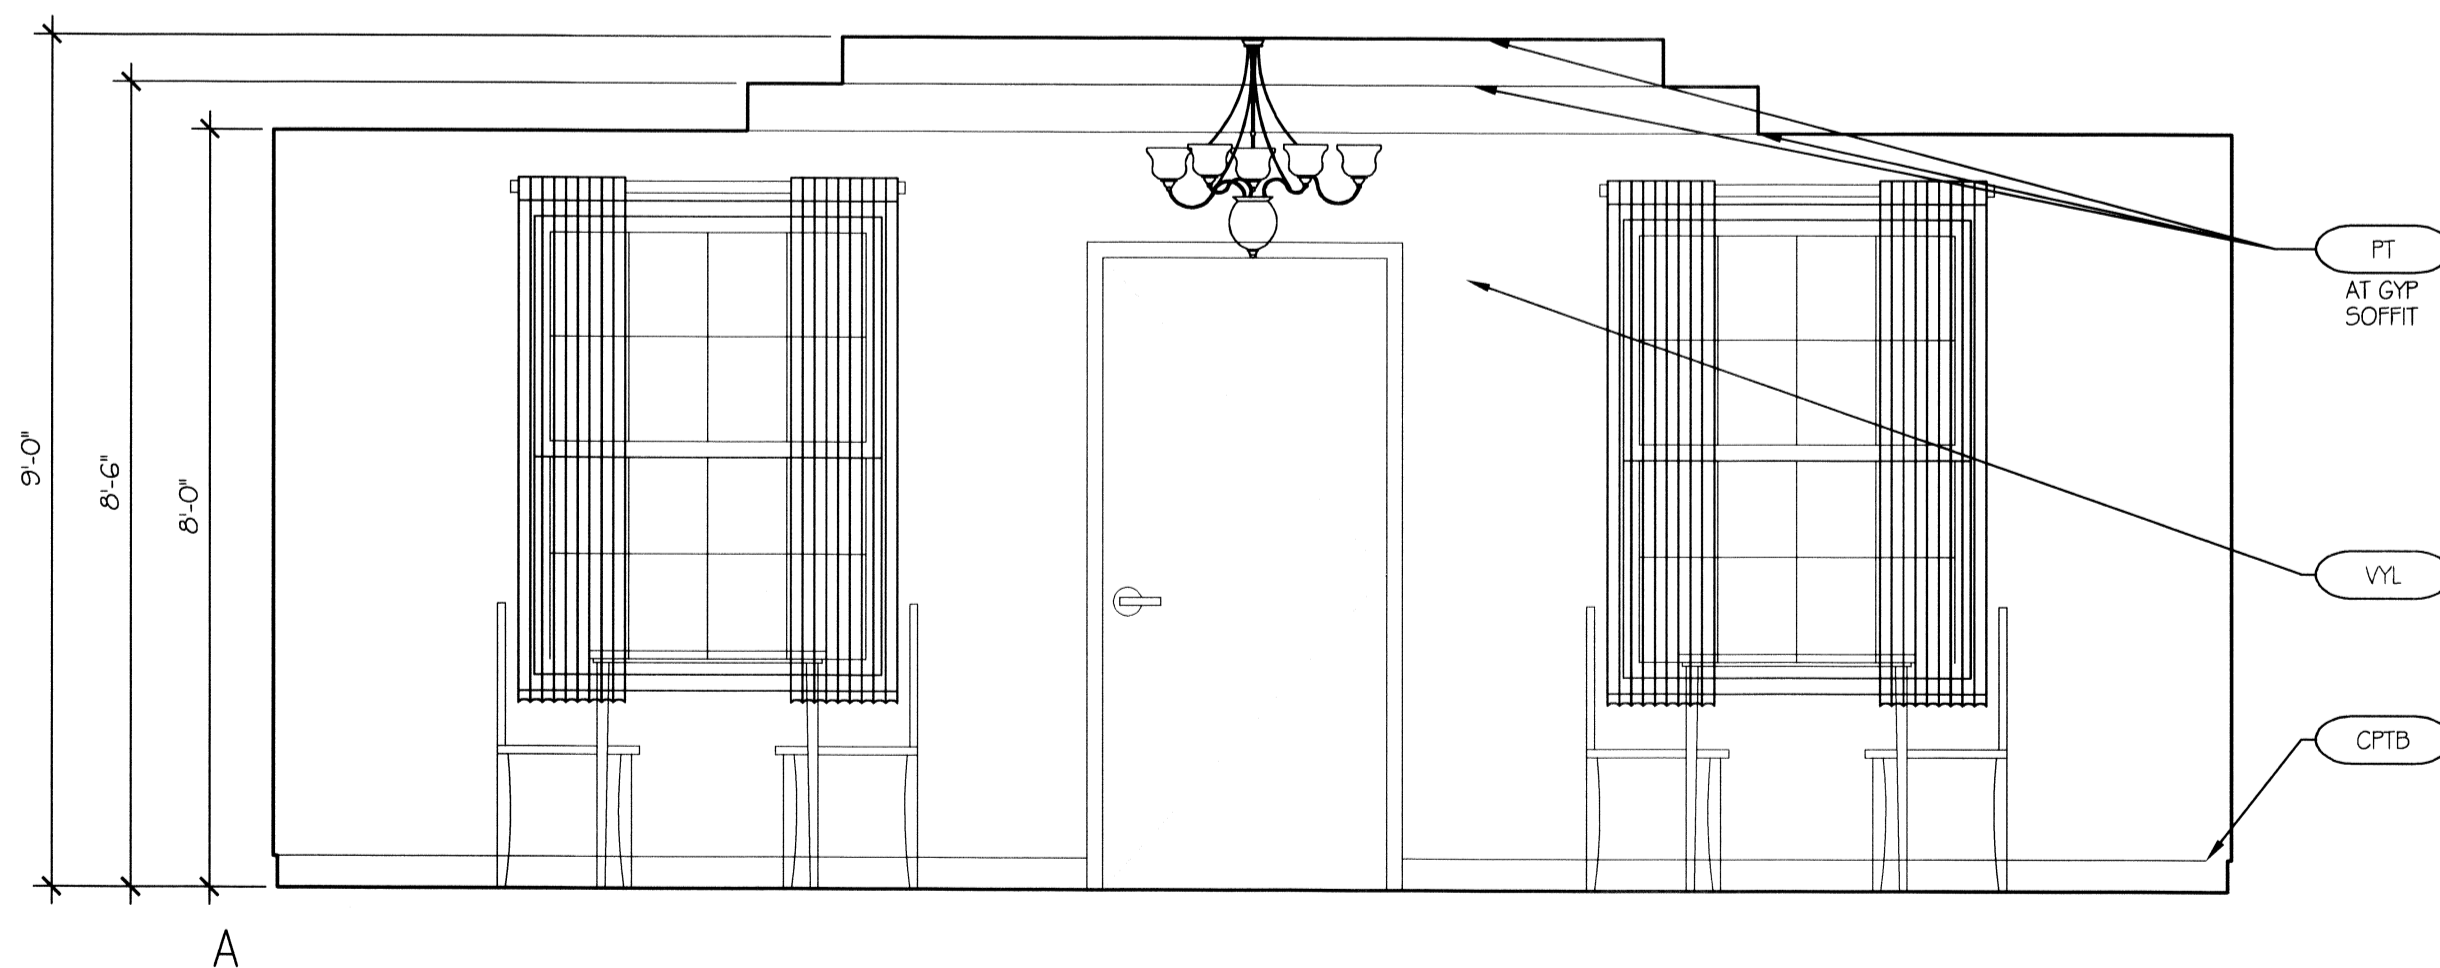 9'-0"
8'-6"
8'-0"
PT
AT GYP
SOFFIT
VYL
CPTB
A